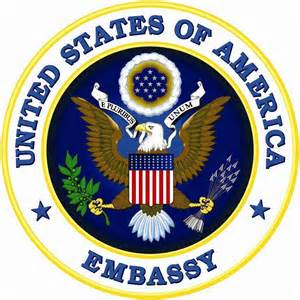 UNITED STATES OF AMERICA
E PLURIBUS UNUM
EMBASSY